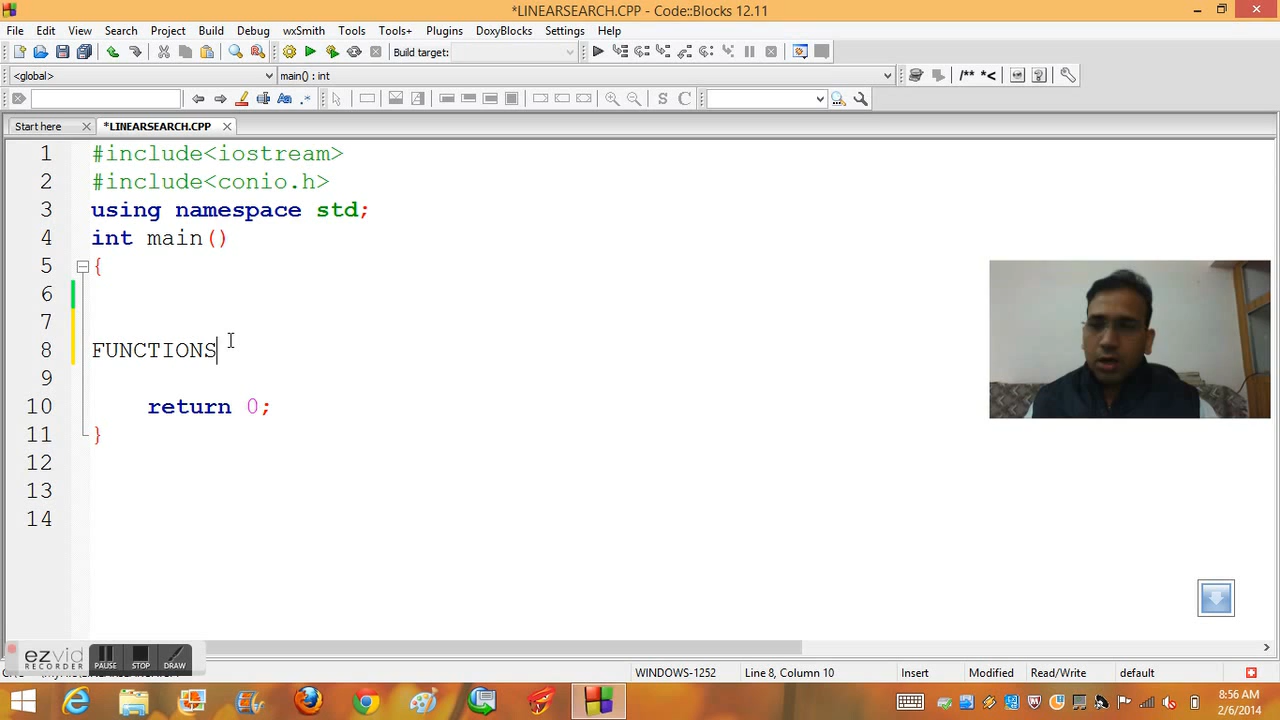 *LINEARSEARCH.CPP - Code::Blocks 12.11
File Edit View Search Project Build Debug wxSmith Tools Tools+ Plugins DoxyBlocks Settings Help
Build target:
<global> main() : int /** *<
Aa .* S C
Start here *LINEARSEARCH.CPP
1 #include<iostream>
2 #include<conio.h>
3 using namespace std;
4 int main()
5 {
6
7
8 FUNCTIONS
9
10 return 0;
11 }
12
13
14
ezvid RECORDER PAUSE STOP DRAW
WINDOWS-1252 Line 8, Column 10 Insert Modified Read/Write default
8:56 AM
2/6/2014